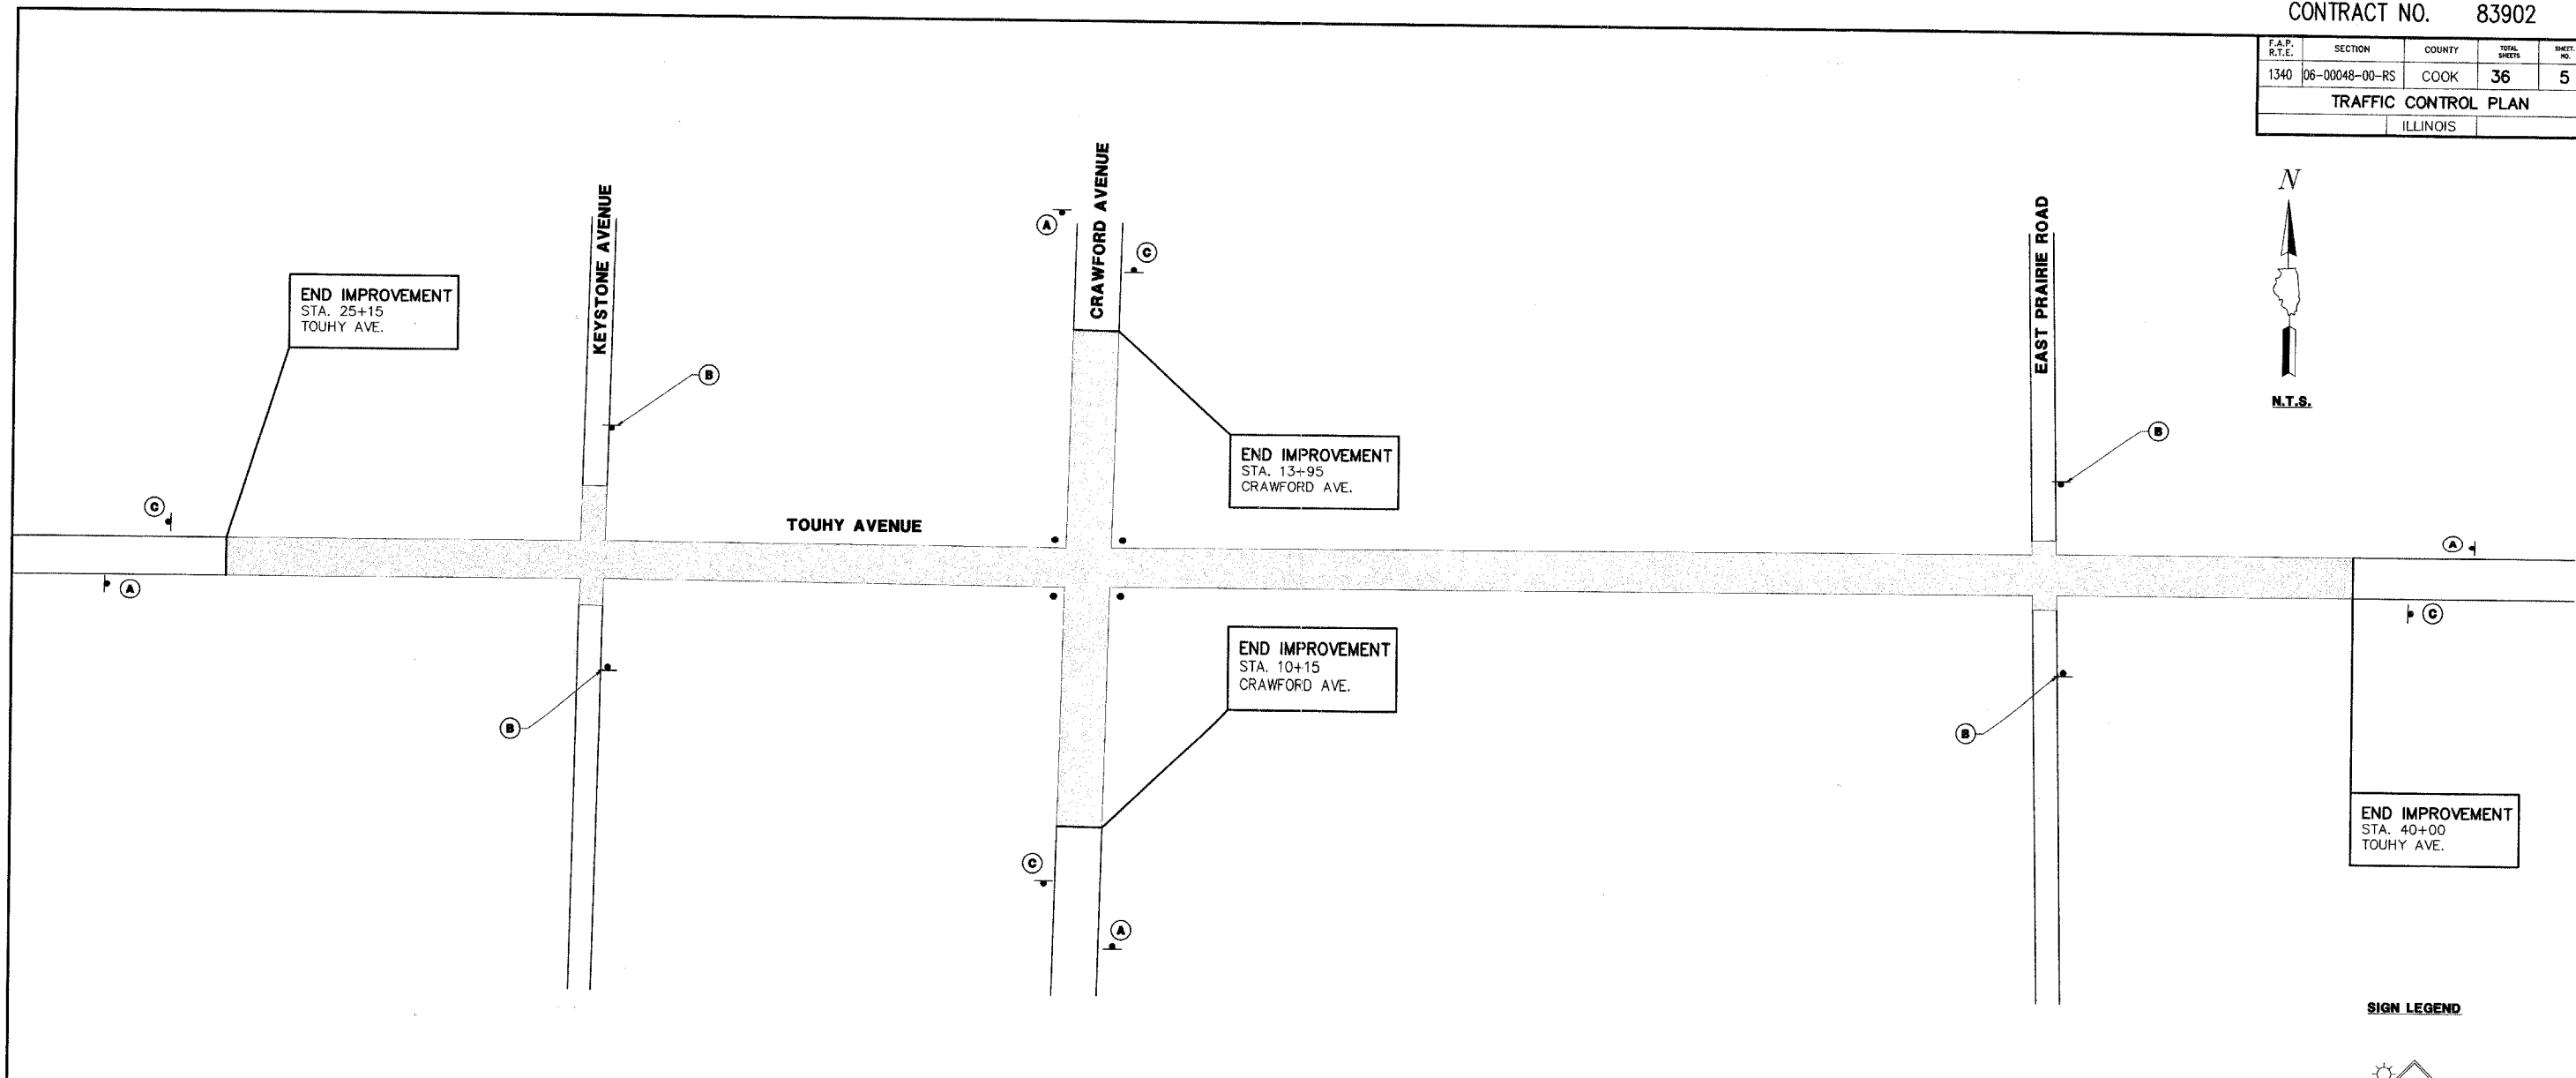 CONTRACT NO. 83902
F.A.P. R.T.E. SECTION COUNTY TOTAL SHEETS SHEET. NO.
1340 06-00048-00-RS COOK 36 5
TRAFFIC CONTROL PLAN
ILLINOIS
N
N.T.S.
KEYSTONE AVENUE
CRAWFORD AVENUE
EAST PRAIRIE ROAD
A
C
END IMPROVEMENT
STA. 25+15
TOUHY AVE.
B
END IMPROVEMENT
STA. 13+95
CRAWFORD AVE.
B
C
TOUHY AVENUE
A
A
C
END IMPROVEMENT
STA. 10+15
CRAWFORD AVE.
B
B
END IMPROVEMENT
STA. 40+00
TOUHY AVE.
C
A
SIGN LEGEND